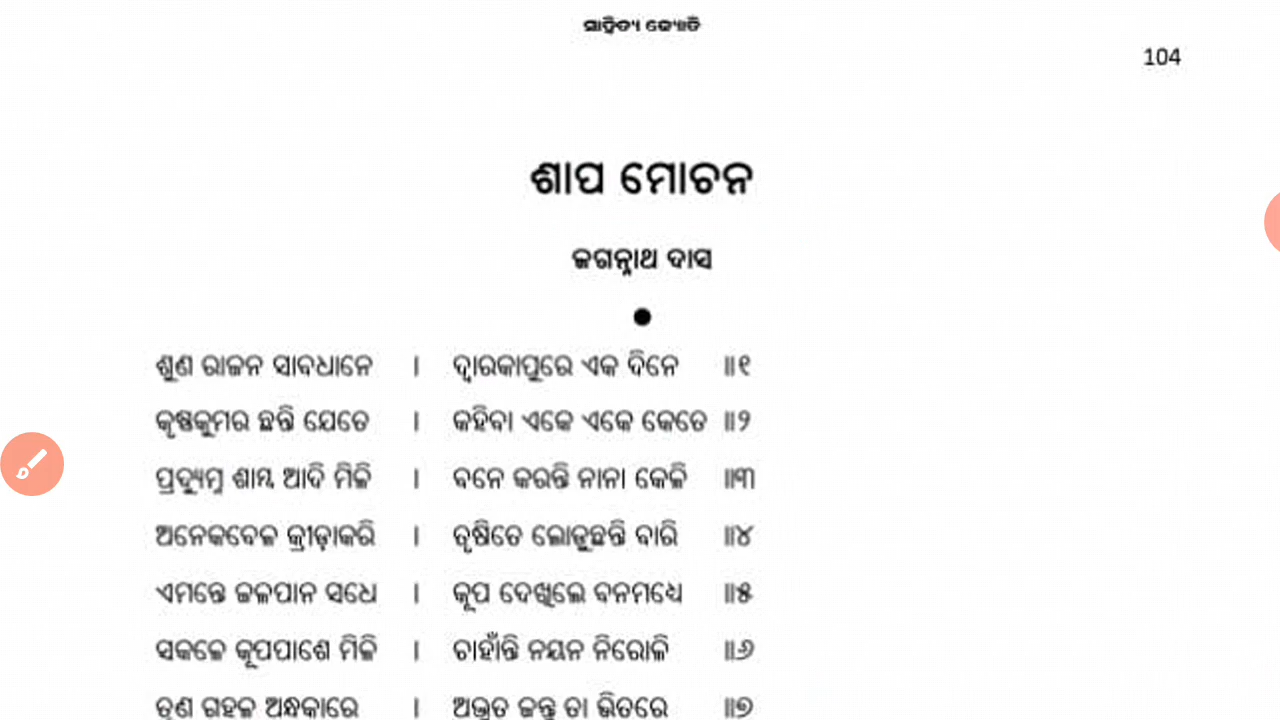 ସାହିତ୍ୟ ଜ୍ୟୋତି
104
ଶାପ ମୋଚନ
ଜଗନ୍ନାଥ ଦାସ
ଶୁଣ ରାଜନ ସାବଧାନେ । ଦ୍ୱାରକାପୁରେ ଏକ ଦିନେ ॥୧
କୃଷ୍ଣକୁମର ଛନ୍ତି ଯେତେ । କହିବା ଏକେ ଏକେ କେତେ ॥୨
ପ୍ରଦ୍ୟୁମ୍ନ ଶାମ୍ଭ ଆଦି ମିଳି । ବନେ କରନ୍ତି ନାନା କେଳି ॥୩
ଅନେକବେଳ କ୍ରୀଡ଼ାକରି । ତୃଷିତେ ଲୋଡୁଛନ୍ତି ବାରି ॥୪
ଏମନ୍ତେ ଜଳପାନ ସଧେ । କୂପ ଦେଖିଲେ ବନମଧ୍ୟେ ॥୫
ସକଳେ କୂପପାଶେ ମିଳି । ଚାହାଁନ୍ତି ନୟନ ନିରୋଳି ॥୬
ତୃଣ ଗହଳ ଅନ୍ଧକାରେ । ଅଦ୍ଭୁତ ଜନ୍ତୁ ତା ଭିତରେ ॥୭